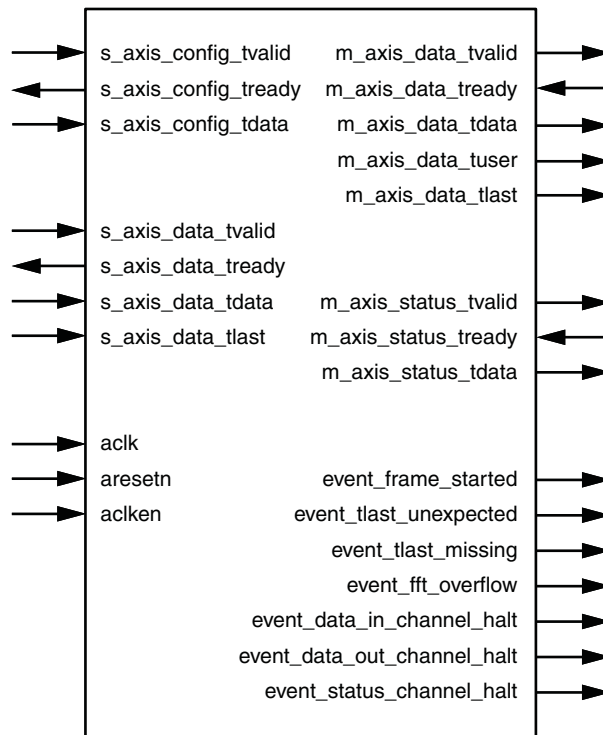 s_axis_config_tvalid m_axis_data_tvalid
s_axis_config_tready m_axis_data_tready
s_axis_config_tdata m_axis_data_tdata
m_axis_data_tuser
m_axis_data_tlast
s_axis_data_tvalid
s_axis_data_tready
s_axis_data_tdata m_axis_status_tvalid
s_axis_data_tlast m_axis_status_tready
m_axis_status_tdata
aclk
aresetn event_frame_started
aclken event_tlast_unexpected
event_tlast_missing
event_fft_overflow
event_data_in_channel_halt
event_data_out_channel_halt
event_status_channel_halt